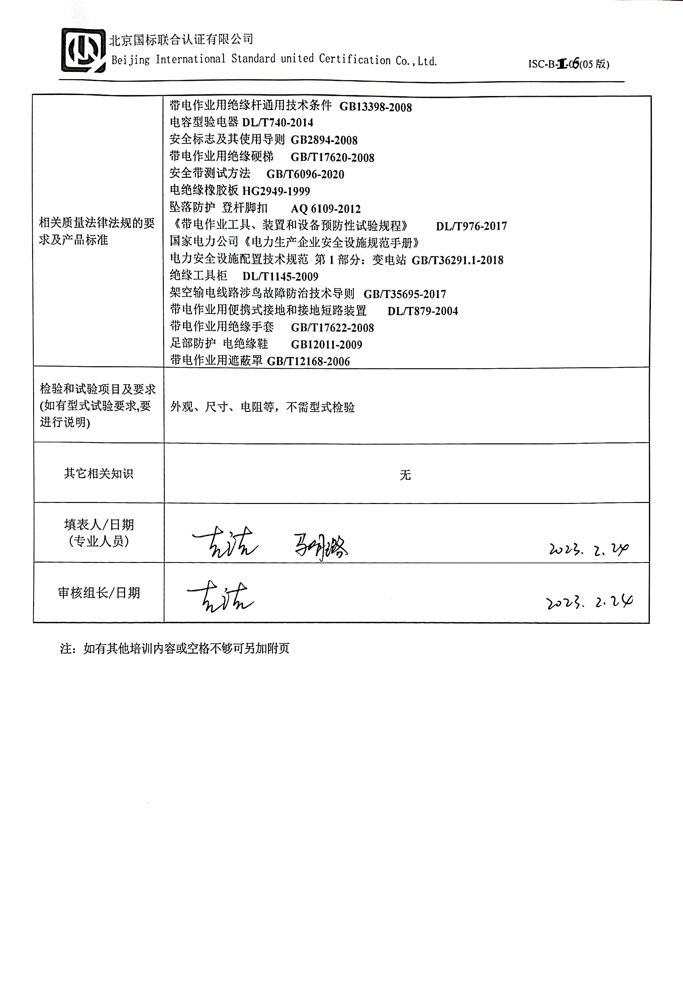 北京国标联合认证有限公司
Beijing International Standard united Certification Co.,Ltd.
ISC-B-I-06(05 版)
相关质量法律法规的要
求及产品标准
带电作业用绝缘杆通用技术条件 GB13398-2008
电容型验电器 DL/T740-2014
安全标志及其使用导则 GB2894-2008
带电作业用绝缘硬梯 GB/T17620-2008
安全带测试方法 GB/T6096-2020
电绝缘橡胶板 HG2949-1999
坠落防护 登杆脚扣 AQ 6109-2012
《带电作业工具、装置和设备预防性试验规程》 DL/T976-2017
国家电力公司《电力生产企业安全设施规范手册》
电力安全设施配置技术规范 第 1 部分：变电站 GB/T36291.1-2018
绝缘工具柜 DL/T1145-2009
架空输电线路涉鸟故障防治技术导则 GB/T35695-2017
带电作业用便携式接地和接地短路装置 DL/T879-2004
带电作业用绝缘手套 GB/T17622-2008
足部防护 电绝缘鞋 GB12011-2009
带电作业用遮蔽罩 GB/T12168-2006
检验和试验项目及要求
(如有型式试验要求,要
进行说明)
外观、尺寸、电阻等，不需型式检验
其它相关知识
无
填表人/日期
（专业人员）
马明璐
2023. 2. 24
审核组长/日期
2023. 2. 24
注：如有其他培训内容或空格不够可另加附页